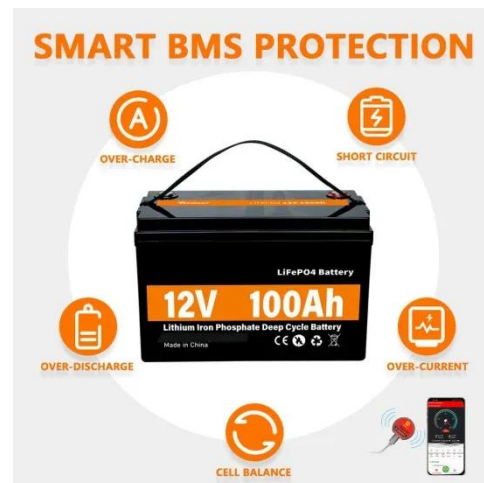 SMART BMS PROTECTION
OVER-CHARGE
SHORT CIRCUIT
LiFePO4 Battery
12V 100Ah
Lithium Iron Phosphate Deep Cycle Battery
Made in China
CE
OVER-DISCHARGE
OVER-CURRENT
CELL BALANCE